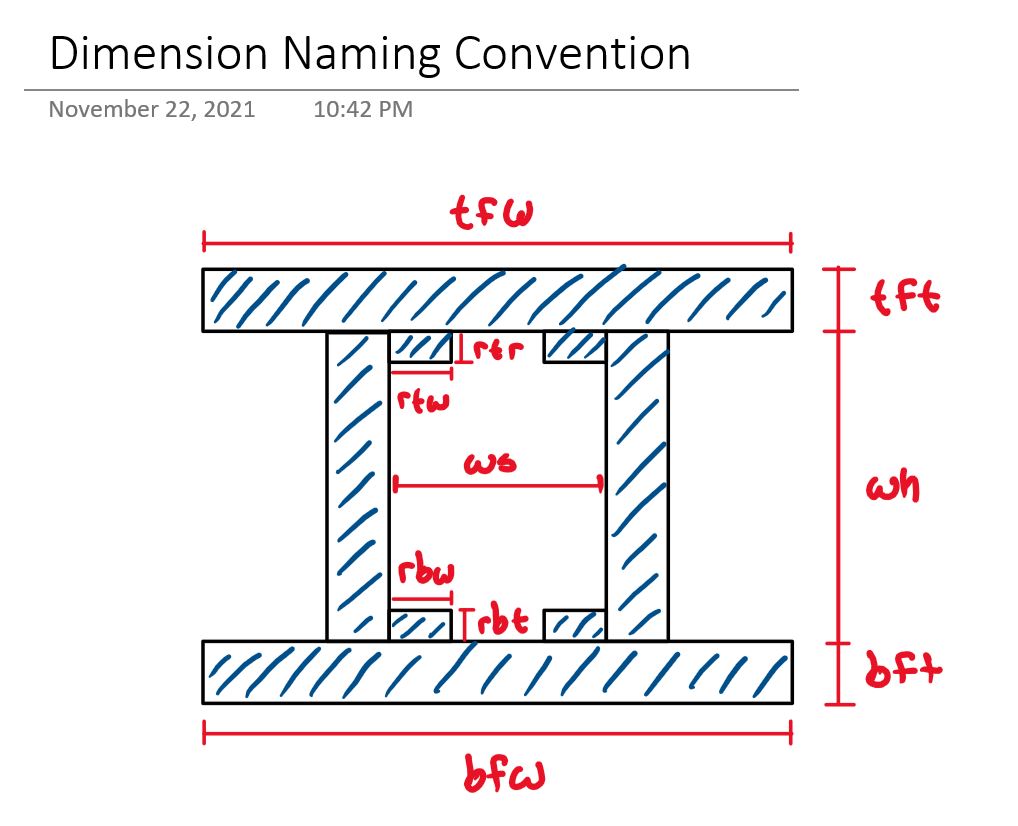 Dimension Naming Convention
November 22, 2021 10:42 PM
tfw
tft
rtr
rtw
ws
wh
rbw
rbt
bft
bfw